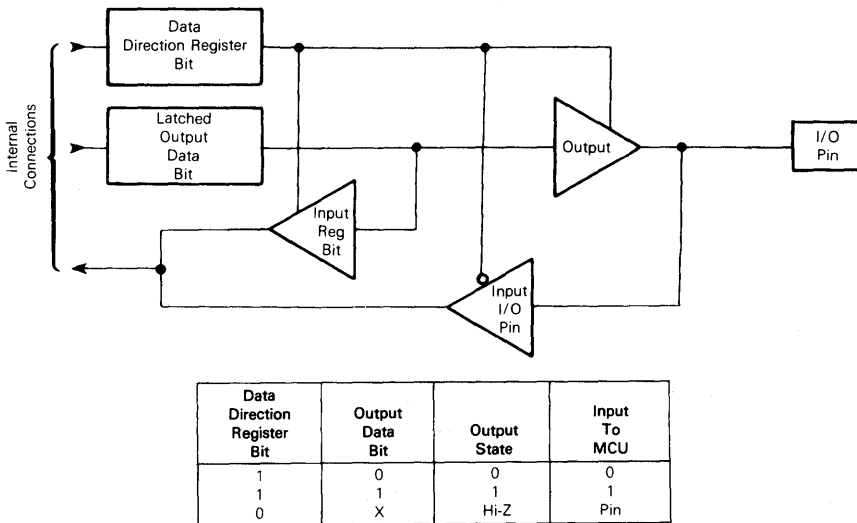 Data
Direction Register
Bit
Internal
Connections
Latched
Output
Data
Bit
Output
I/O
Pin
Input
Reg
Bit
Input
I/O
Pin
Data
Direction
Register
Bit
Output
Data
Bit
Output
State
Input
To
MCU
1 0 0 0
1 1 1 1
0 X Hi-Z Pin